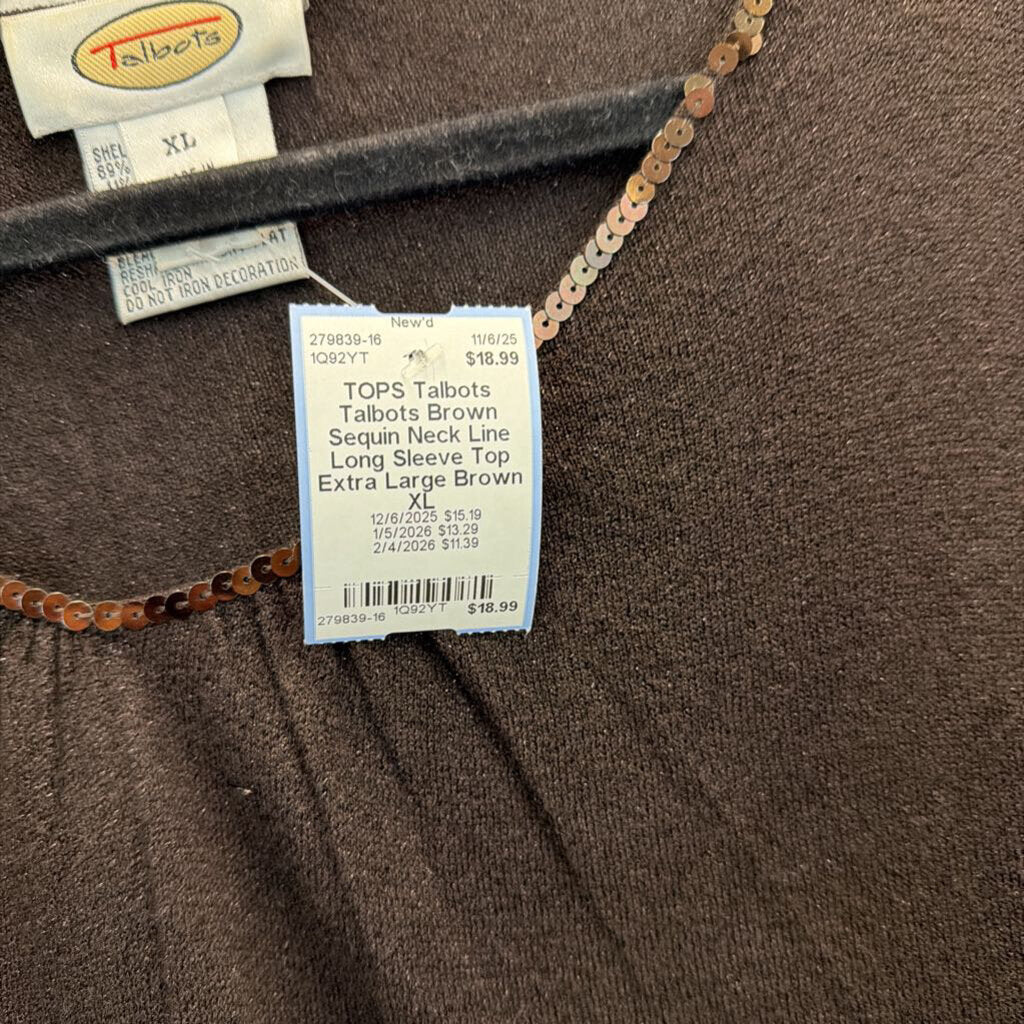 Talbots
XL
SHEL
89%
RESH
COOL IRON
DO NOT IRON DECORATION
New'd
279839-16 11/6/25
1Q92YT $18.99
TOPS Talbots
Talbots Brown
Sequin Neck Line
Long Sleeve Top
Extra Large Brown
XL
12/6/2025 $15.19
1/5/2026 $13.29
2/4/2026 $11.39
279839-16 1Q92YT $18.99